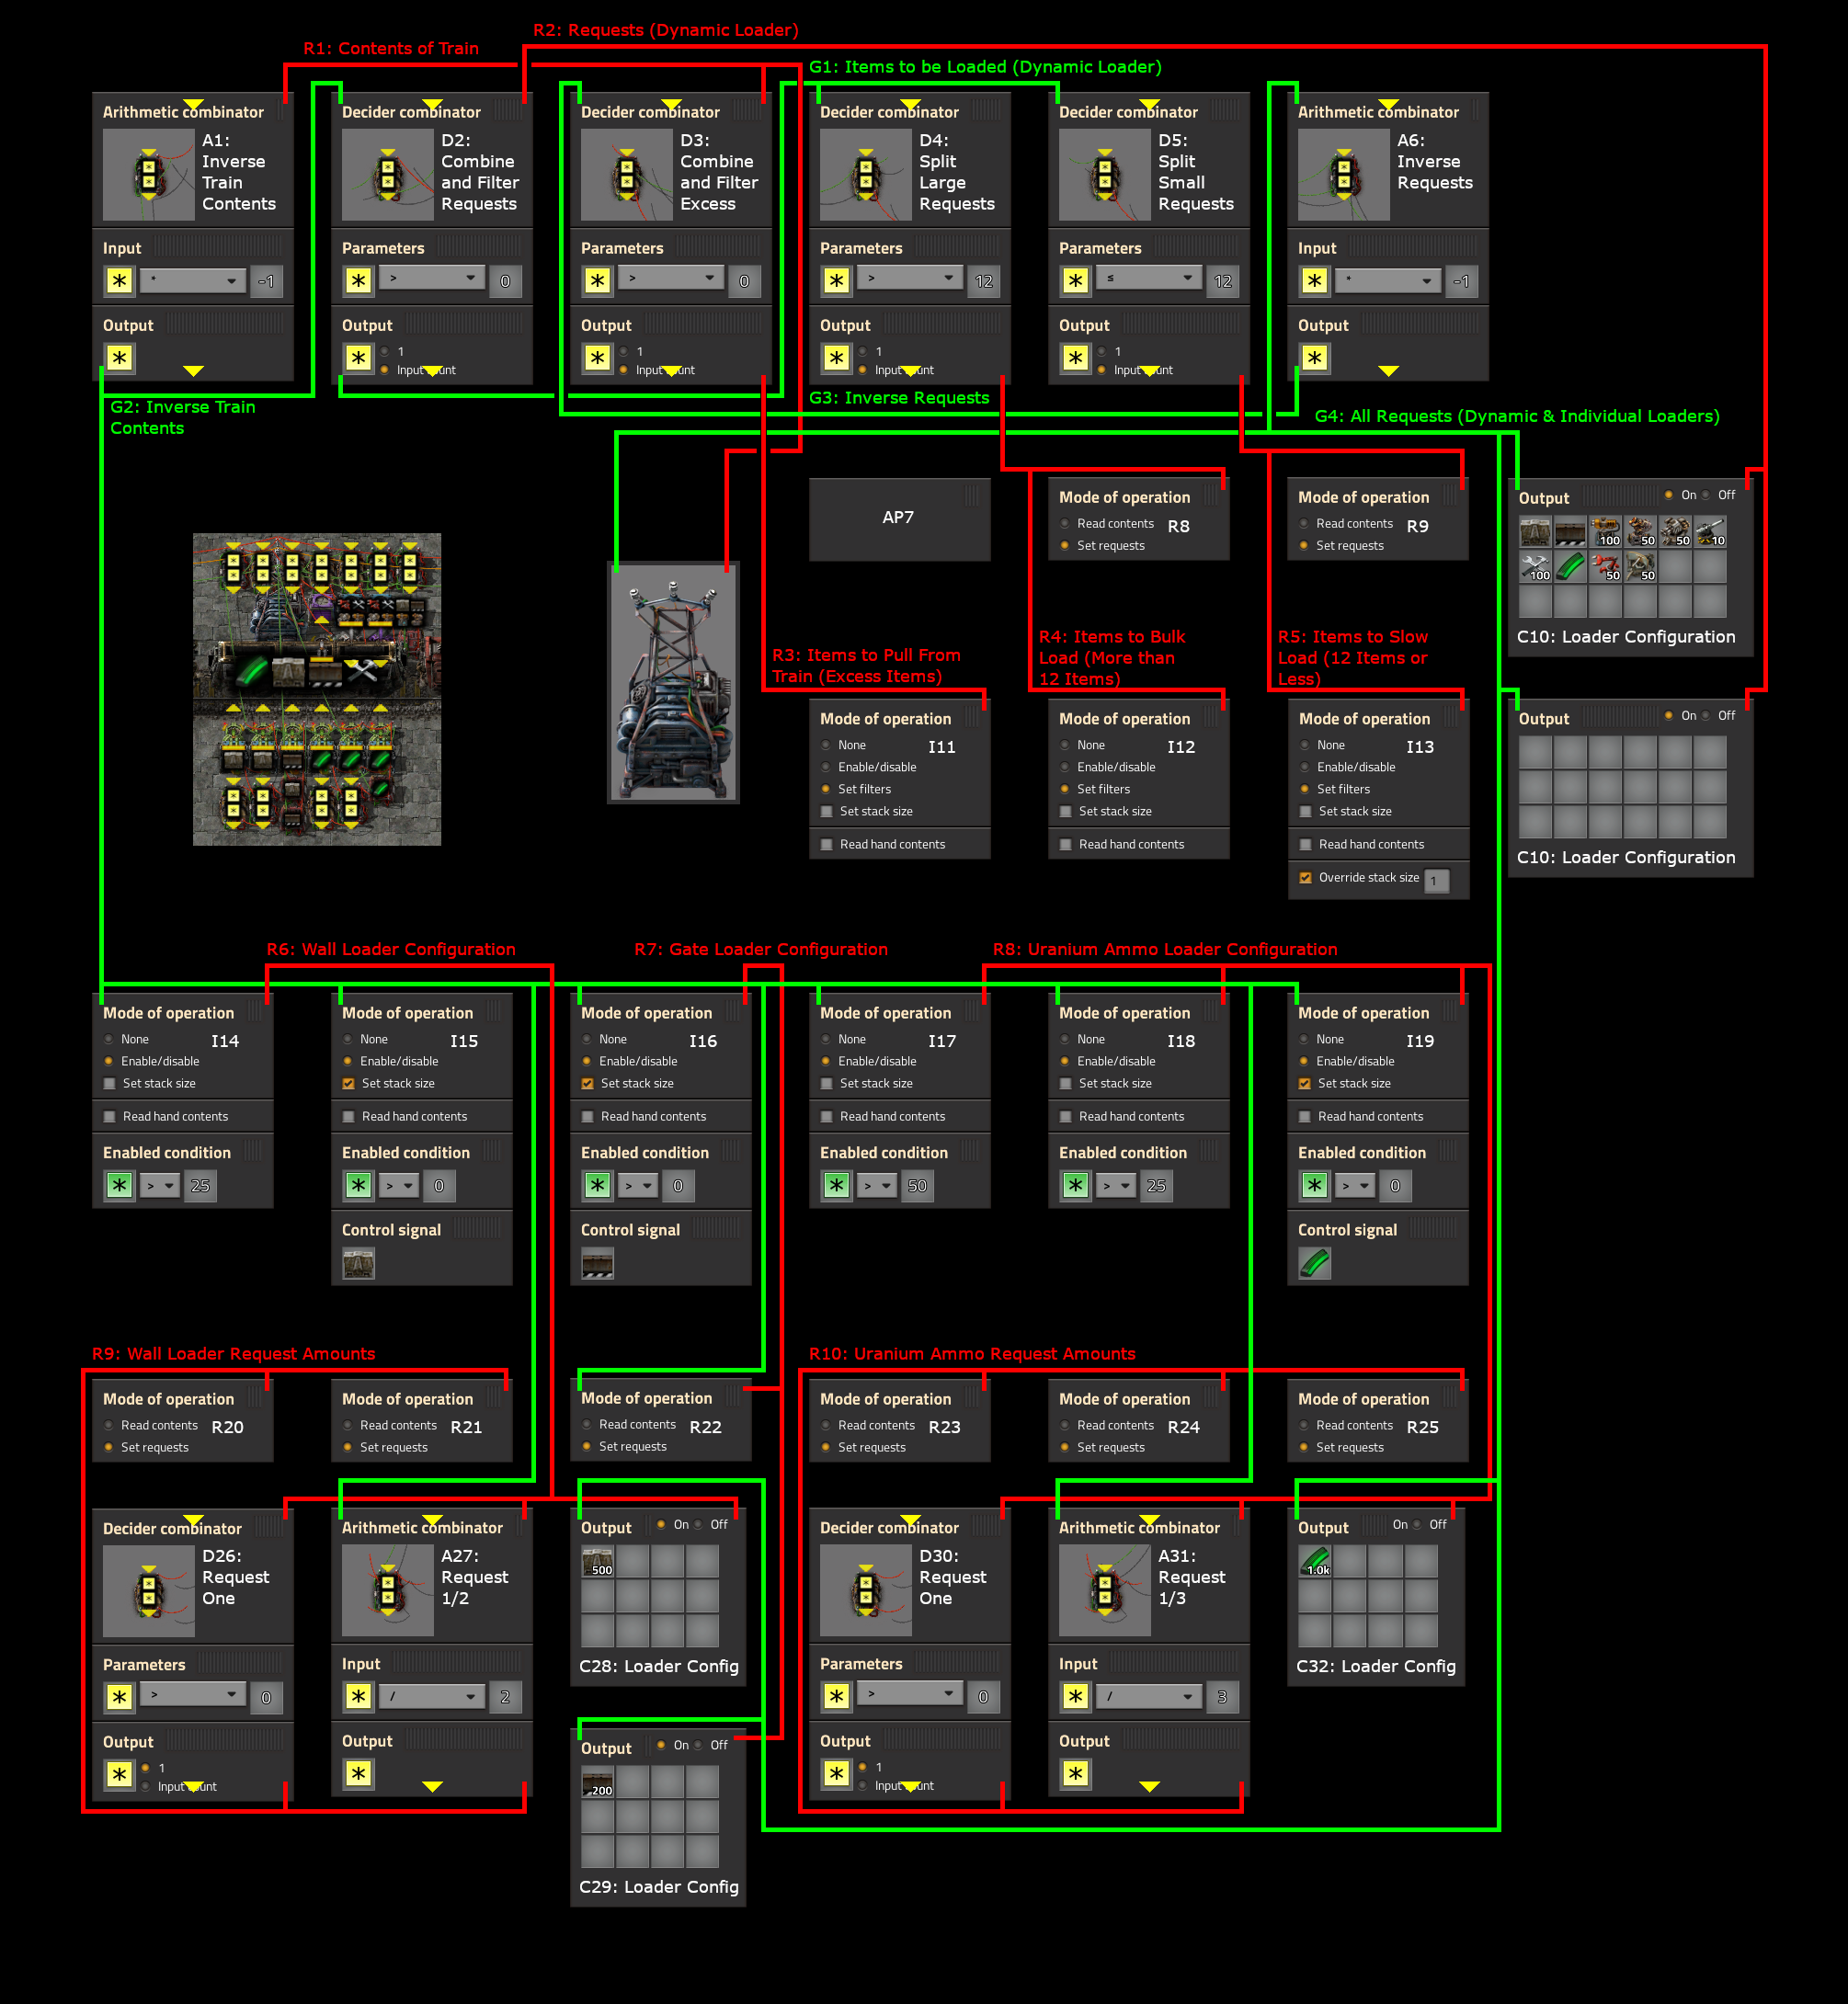 R2: Requests (Dynamic Loader)
R1: Contents of Train
G1: Items to be Loaded (Dynamic Loader)
Arithmetic combinator
A1:
Inverse
Train
Contents
Input
* * -1
Output
*
Decider combinator
D2:
Combine
and Filter
Requests
Parameters
* > 0
Output
* 1
Input count
Decider combinator
D3:
Combine
and Filter
Excess
Parameters
* > 0
Output
* 1
Input count
Decider combinator
D4:
Split
Large
Requests
Parameters
* > 12
Output
* 1
Input count
Decider combinator
D5:
Split
Small
Requests
Parameters
* ≤ 12
Output
* 1
Input count
Arithmetic combinator
A6:
Inverse
Requests
Input
* * -1
Output
*
G2: Inverse Train
Contents
G3: Inverse Requests
G4: All Requests (Dynamic & Individual Loaders)
AP7
Mode of operation
Read contents R8
Set requests
Mode of operation
Read contents R9
Set requests
Output On Off
100 50 50 10
100 50 50
C10: Loader Configuration
R3: Items to Pull From
Train (Excess Items)
R4: Items to Bulk
Load (More than
12 Items)
R5: Items to Slow
Load (12 Items or
Less)
Mode of operation
None I11
Enable/disable
Set filters
Set stack size
Read hand contents
Mode of operation
None I12
Enable/disable
Set filters
Set stack size
Read hand contents
Mode of operation
None I13
Enable/disable
Set filters
Set stack size
Read hand contents
Override stack size 1
Output On Off
C10: Loader Configuration
R6: Wall Loader Configuration
R7: Gate Loader Configuration
R8: Uranium Ammo Loader Configuration
Mode of operation
None I14
Enable/disable
Set stack size
Read hand contents
Enabled condition
* > 25
Mode of operation
None I15
Enable/disable
Set stack size
Read hand contents
Enabled condition
* > 0
Control signal
Mode of operation
None I16
Enable/disable
Set stack size
Read hand contents
Enabled condition
* > 0
Control signal
Mode of operation
None I17
Enable/disable
Set stack size
Read hand contents
Enabled condition
* > 50
Mode of operation
None I18
Enable/disable
Set stack size
Read hand contents
Enabled condition
* > 25
Mode of operation
None I19
Enable/disable
Set stack size
Read hand contents
Enabled condition
* > 0
Control signal
R9: Wall Loader Request Amounts
R10: Uranium Ammo Request Amounts
Mode of operation
Read contents R20
Set requests
Mode of operation
Read contents R21
Set requests
Mode of operation
Read contents R22
Set requests
Mode of operation
Read contents R23
Set requests
Mode of operation
Read contents R24
Set requests
Mode of operation
Read contents R25
Set requests
Decider combinator
D26:
Request
One
Parameters
* > 0
Output
* 1
Input count
Arithmetic combinator
A27:
Request
1/2
Input
* / 2
Output
*
Output On Off
500
C28: Loader Config
Output On Off
200
C29: Loader Config
Decider combinator
D30:
Request
One
Parameters
* > 0
Output
* 1
Input count
Arithmetic combinator
A31:
Request
1/3
Input
* / 3
Output
*
Output On Off
1.0k
C32: Loader Config